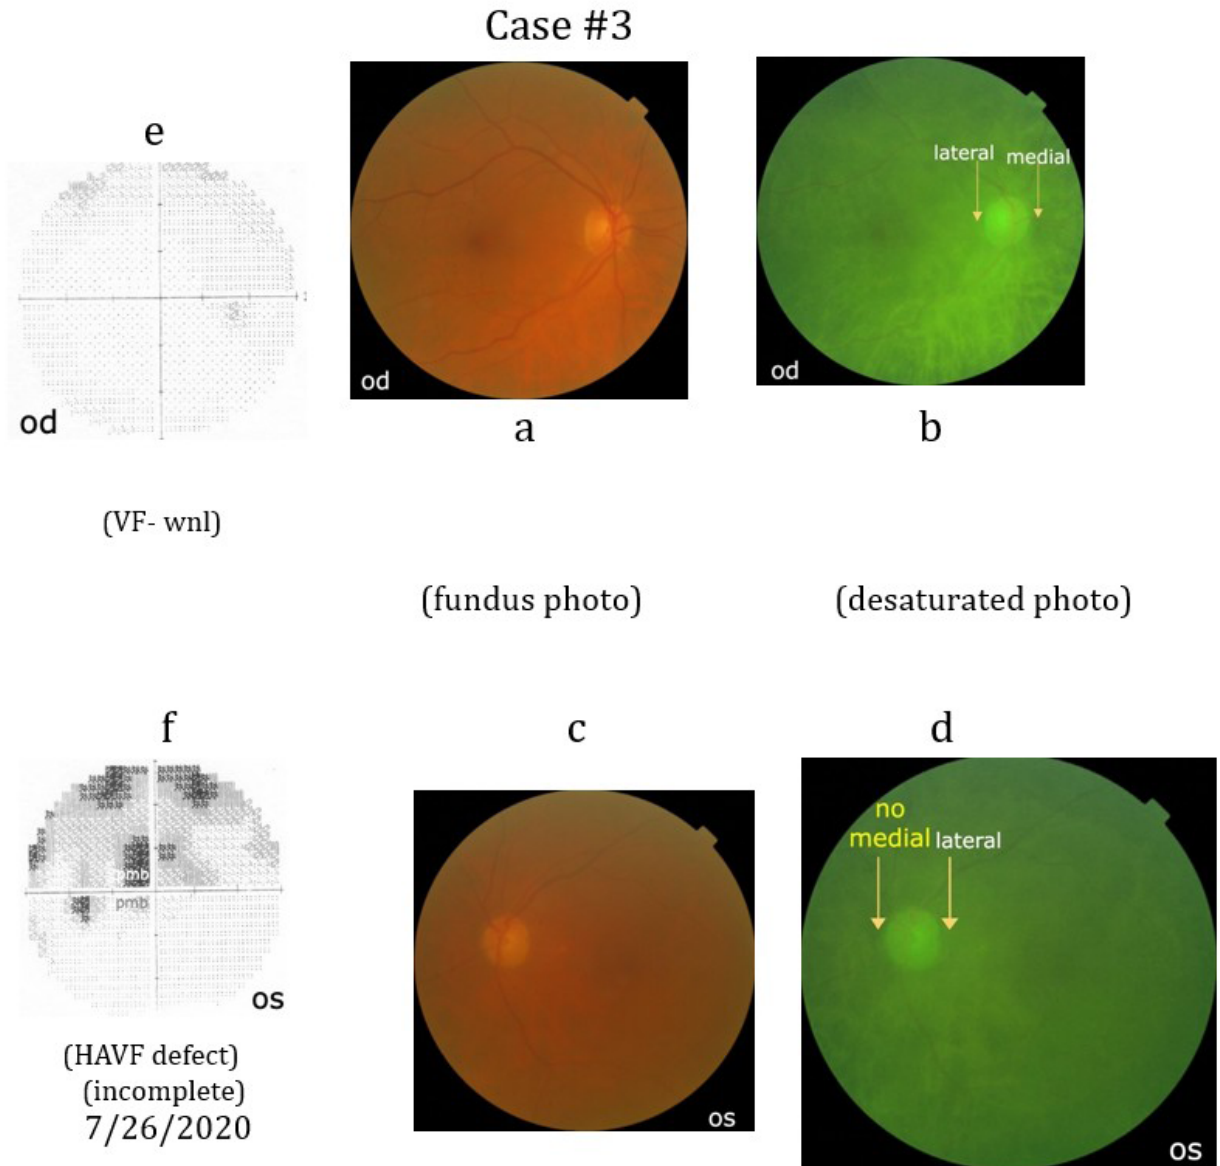 Case #3
e
od
(VF- wnl)
od
a
lateral medial
od
b
(fundus photo)
(desaturated photo)
f
pmb
pmb
os
(HAVF defect)
(incomplete)
7/26/2020
c
os
d
no
medial lateral
os